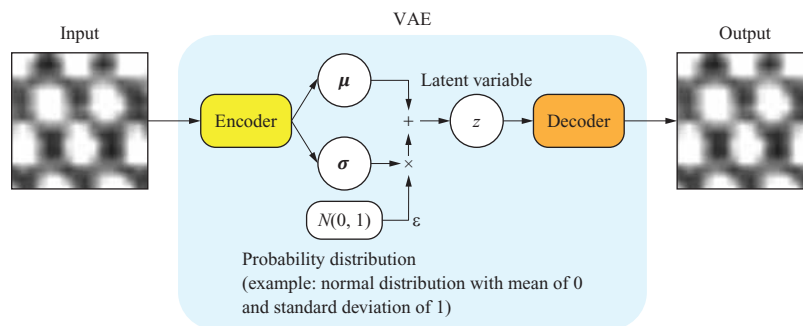 VAE
Input
Output
μ
Latent variable
Encoder
+
z
Decoder
σ
×
N(0, 1)
ε
Probability distribution
(example: normal distribution with mean of 0
and standard deviation of 1)